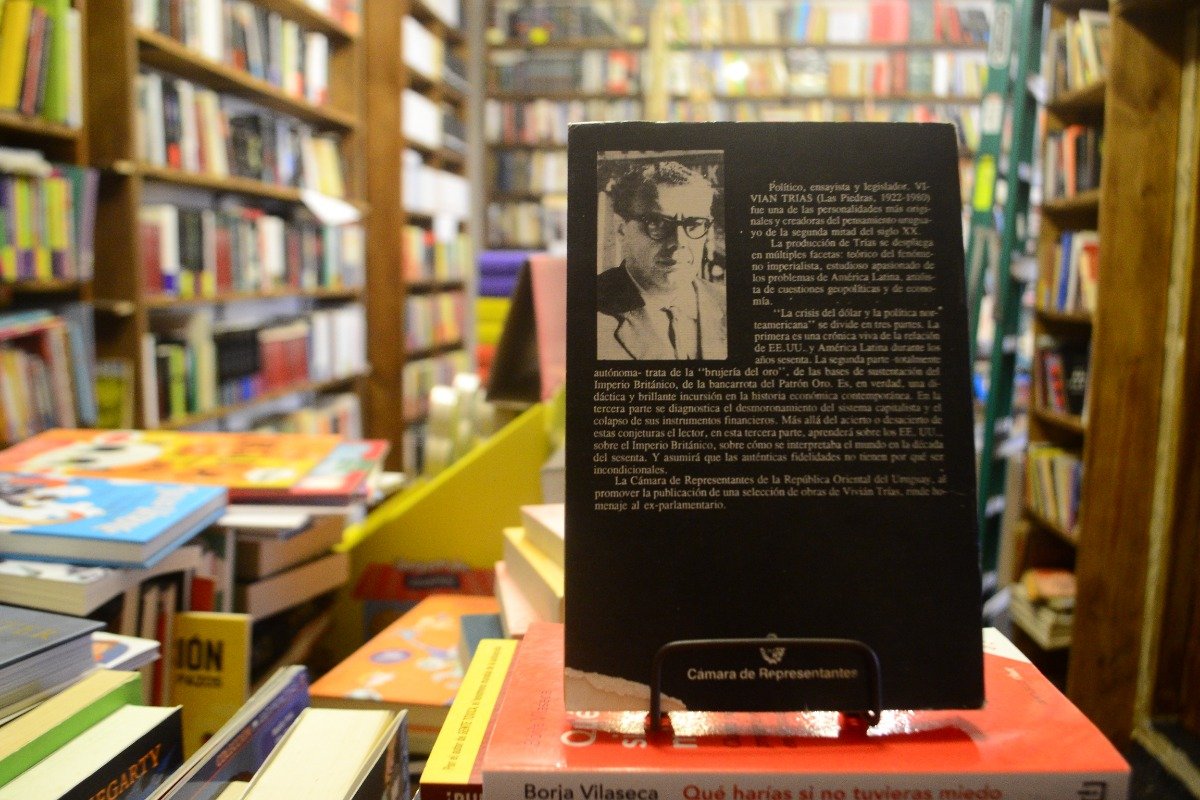 Político, ensayista y legislador, VI-
VIAN TRIAS (Las Piedras, 1922-1980)
fue una de las personalidades más origi-
nales y creadoras del pensamiento urugua-
yo de la segunda mitad del siglo XX.
La producción de Trías se despliega
en múltiples facetas: teórico del fenóme-
no imperialista, estudioso apasionado de
los problemas de América Latina, analis-
ta de cuestiones geopolíticas y de econo-
mía.
"La crisis del dólar y la política nor-
teamericana" se divide en tres partes. La
primera es una crónica viva de la relación
de EE.UU. y América Latina durante los
años sesenta. La segunda parte -totalmente
autónoma- trata de la "brujería del oro", de las bases de sustentación del
Imperio Británico, de la bancarrota del Patrón Oro. Es, en verdad, una di-
dáctica y brillante incursión en la historia económica contemporánea. En la
tercera parte se diagnostica el desmoronamiento del sistema capitalista y el
colapso de sus instrumentos financieros. Más allá del acierto o desacierto de
estas conjeturas el lector, en esta tercera parte, aprenderá sobre los EE. UU.,
sobre el Imperio Británico, sobre cómo se interpretaba el mundo en la década
del sesenta. Y asumirá que las auténticas fidelidades no tienen por qué ser
incondicionales.
La Cámara de Representantes de la República Oriental del Uruguay, al
promover la publicación de una selección de obras de Vivián Trías, rinde ho-
menaje al ex-parlamentario.
Cámara de Representantes
Borja Vilaseca Qué harías si no tuvieras miedo
IÓN
EGARTY